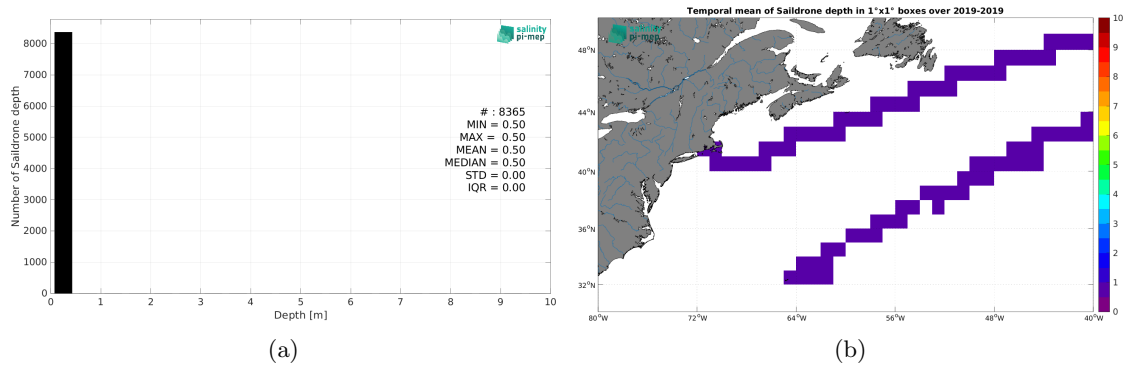 salinity
pi-mep
8000
7000
6000
5000
4000
3000
2000
1000
0
Number of Saildrone depth
# : 8365
MIN = 0.50
MAX = 0.50
MEAN = 0.50
MEDIAN = 0.50
STD = 0.00
IQR = 0.00
0 1 2 3 4 5 6 7 8 9 10
Depth [m]
(a)
Temporal mean of Saildrone depth in 1°x1° boxes over 2019-2019
salinity
pi-mep
48°N
44°N
40°N
36°N
32°N
80°W 72°W 64°W 56°W 48°W 40°W
10
9
8
7
6
5
4
3
2
1
0
(b)